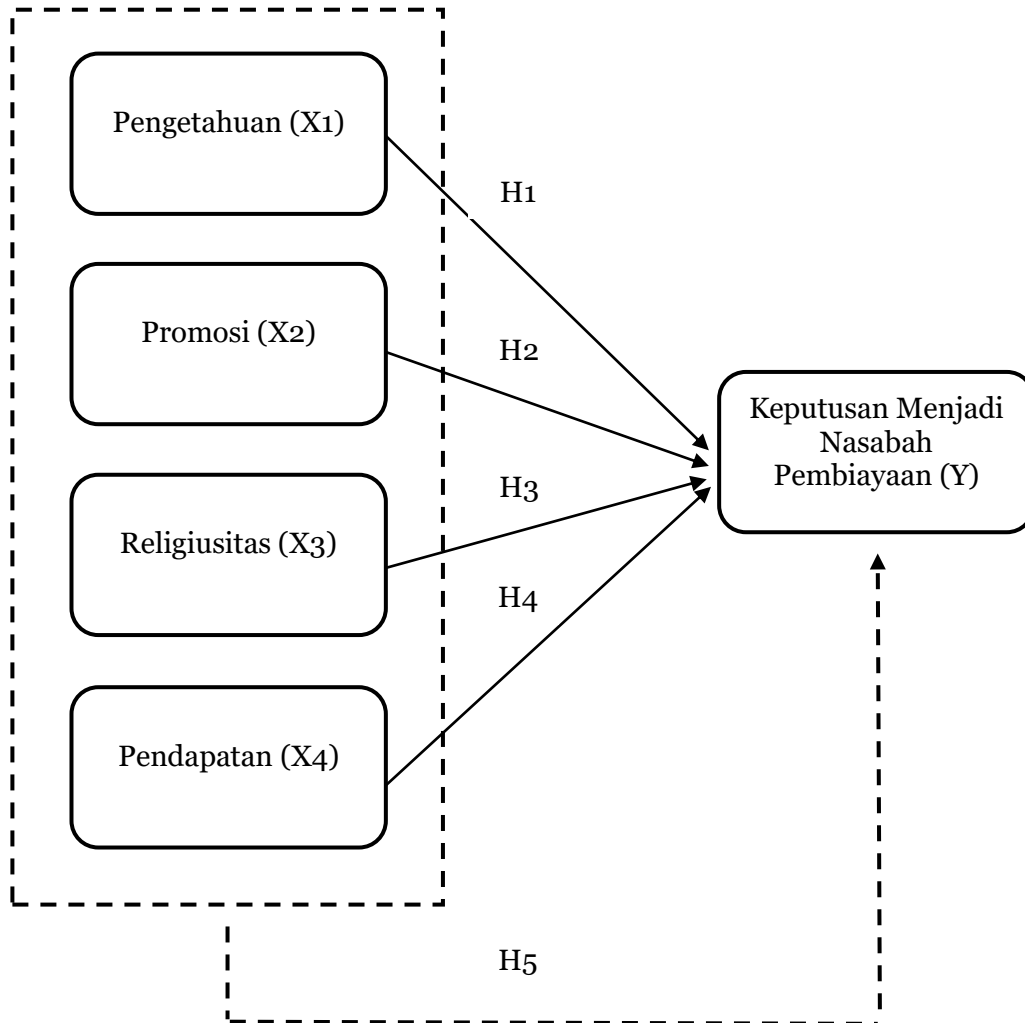 Pengetahuan (X1)
H1
Promosi (X2)
H2
Keputusan Menjadi
Nasabah
Pembiayaan (Y)
Religiusitas (X3)
H3
H4
Pendapatan (X4)
H5